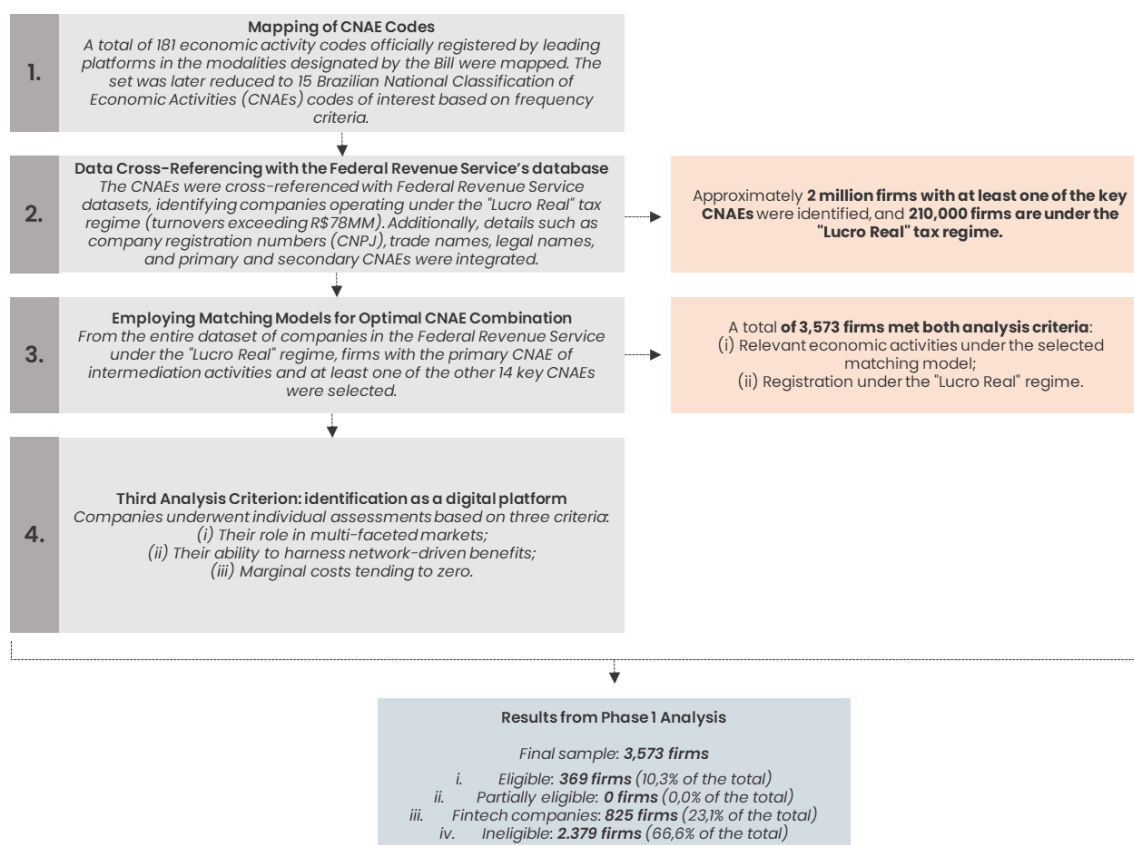 1.
Mapping of CNAE Codes
A total of 181 economic activity codes officially registered by leading
platforms in the modalities designated by the Bill were mapped. The
set was later reduced to 15 Brazilian National Classification of
Economic Activities (CNAEs) codes of interest based on frequency
criteria.
2.
Data Cross-Referencing with the Federal Revenue Service's database
The CNAEs were cross-referenced with Federal Revenue Service
datasets, identifying companies operating under the "Lucro Real" tax
regime (turnovers exceeding R$78MM). Additionally, details such as
company registration numbers (CNPJ), trade names, legal names,
and primary and secondary CNAEs were integrated.
Approximately 2 million firms with at least one of the key
CNAEs were identified, and 210,000 firms are under the
"Lucro Real" tax regime.
3.
Employing Matching Models for Optimal CNAE Combination
From the entire dataset of companies in the Federal Revenue Service
under the "Lucro Real" regime, firms with the primary CNAE of
intermediation activities and at least one of the other 14 key CNAEs
were selected.
A total of 3,573 firms met both analysis criteria:
(i) Relevant economic activities under the selected
matching model;
(ii) Registration under the "Lucro Real" regime.
4.
Third Analysis Criterion: identification as a digital platform
Companies underwent individual assessments based on three criteria:
(i) Their role in multi-faceted markets;
(ii) Their ability to harness network-driven benefits;
(iii) Marginal costs tending to zero.
Results from Phase 1 Analysis
Final sample: 3,573 firms
i. Eligible: 369 firms (10,3% of the total)
ii. Partially eligible: 0 firms (0,0% of the total)
iii. Fintech companies: 825 firms (23,1% of the total)
iv. Ineligible: 2.379 firms (66,6% of the total)